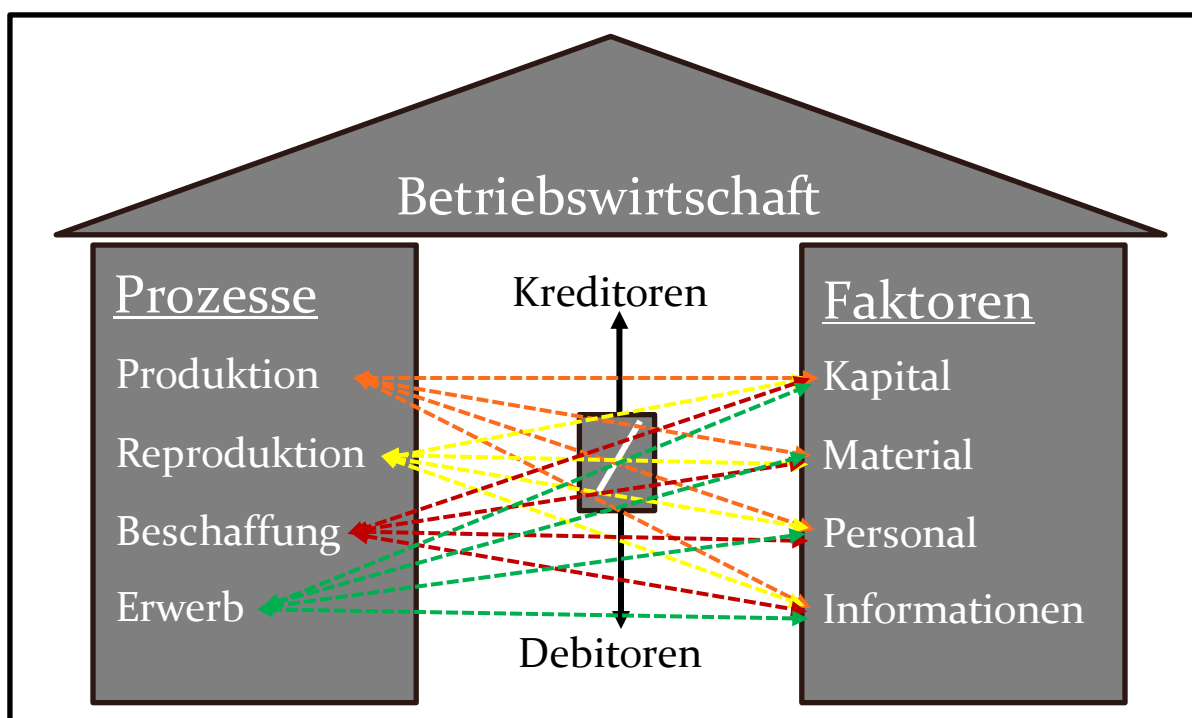 Betriebswirtschaft
Prozesse
Produktion
Reproduktion
Beschaffung
Erwerb
Kreditoren
/
Debitoren
Faktoren
Kapital
Material
Personal
Informationen